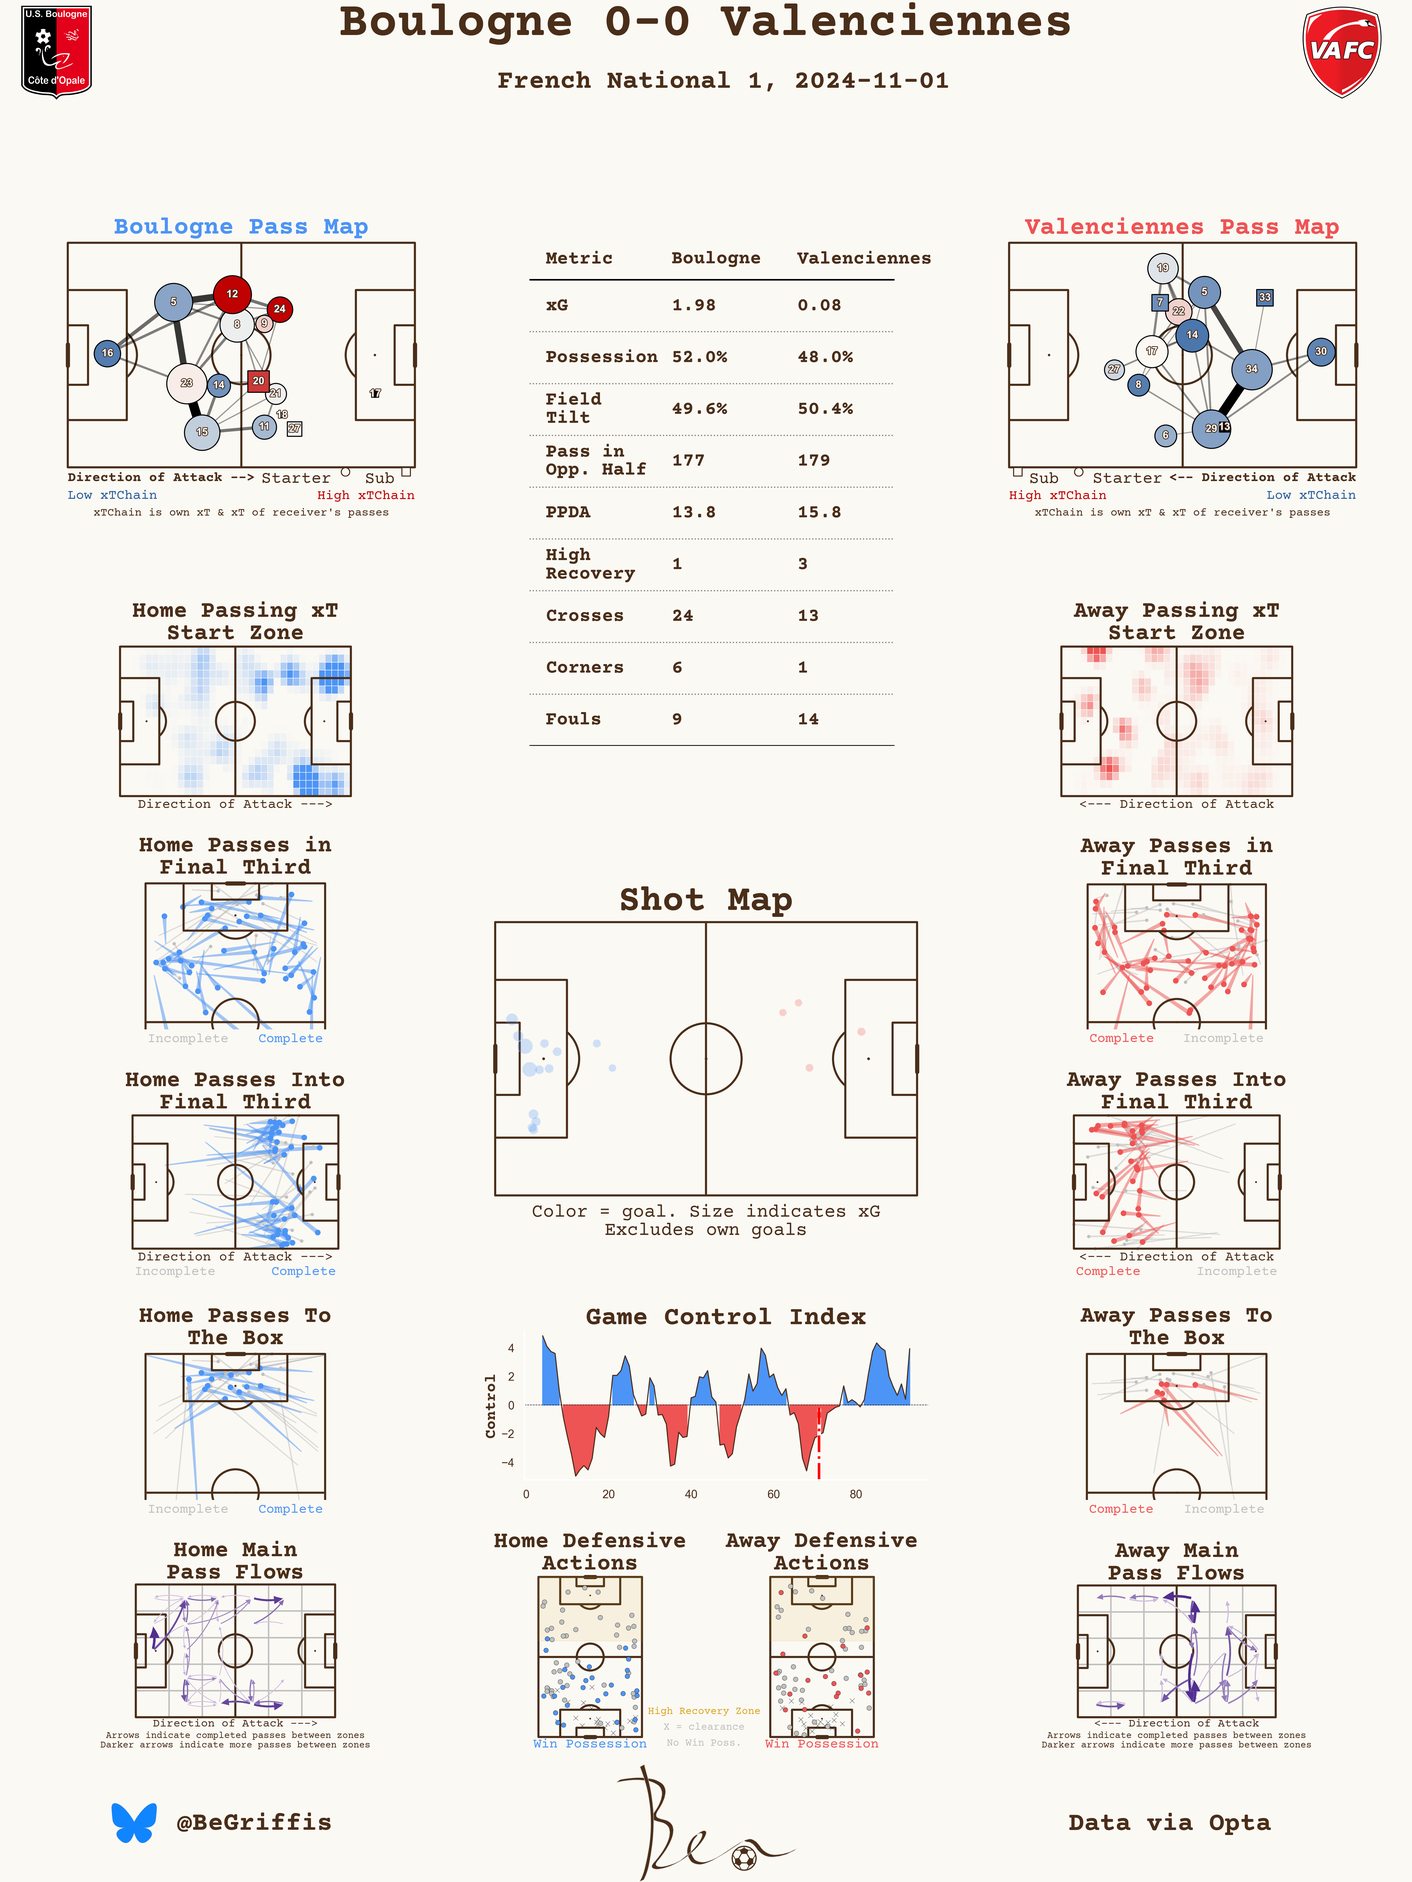 Boulogne 0-0 Valenciennes
French National 1, 2024-11-01
U.S. Boulogne
Côte d'Opale
VAFC
Boulogne Pass Map
5
12
24
8
9
16
23
14
20
21
17
18
15
11
27
Direction of Attack --> Starter Sub
Low xTChain High xTChain
xTChain is own xT & xT of receiver's passes
Metric Boulogne Valenciennes
xG 1.98 0.08
Possession 52.0% 48.0%
Field
Tilt 49.6% 50.4%
Pass in
Opp. Half 177 179
PPDA 13.8 15.8
High
Recovery 1 3
Crosses 24 13
Corners 6 1
Fouls 9 14
Valenciennes Pass Map
19
5
7
33
22
14
17
30
27
8
34
6
29
13
Sub Starter <-- Direction of Attack
High xTChain Low xTChain
xTChain is own xT & xT of receiver's passes
Home Passing xT
Start Zone
Direction of Attack --->
Away Passing xT
Start Zone
<--- Direction of Attack
Home Passes in
Final Third
Incomplete Complete
Away Passes in
Final Third
Complete Incomplete
Shot Map
Color = goal. Size indicates xG
Excludes own goals
Home Passes Into
Final Third
Direction of Attack --->
Incomplete Complete
Away Passes Into
Final Third
<--- Direction of Attack
Complete Incomplete
Home Passes To
The Box
Incomplete Complete
Game Control Index
Control
4
2
0
−2
−4
0 20 40 60 80
Away Passes To
The Box
Complete Incomplete
Home Main
Pass Flows
Direction of Attack --->
Arrows indicate completed passes between zones
Darker arrows indicate more passes between zones
Home Defensive
Actions
Win Possession
High Recovery Zone
X = clearance
No Win Poss.
Away Defensive
Actions
Win Possession
Away Main
Pass Flows
<--- Direction of Attack
Arrows indicate completed passes between zones
Darker arrows indicate more passes between zones
@BeGriffis
Ben
Data via Opta